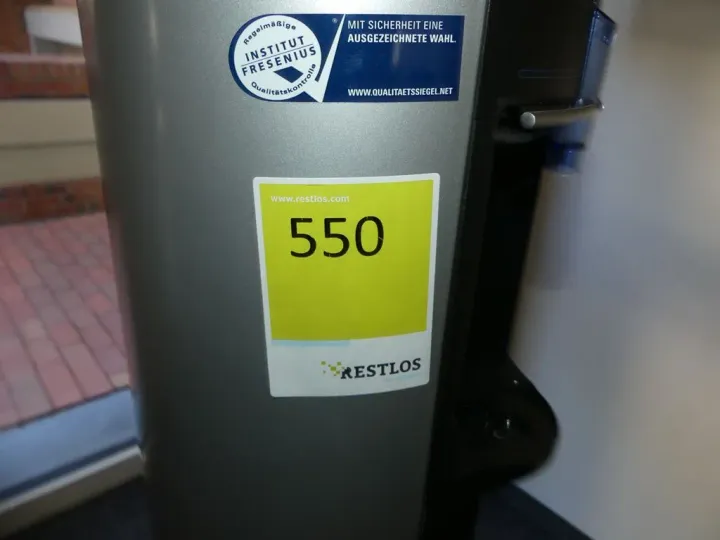 Regelmäßige
INSTITUT
FRESENIUS
Qualitätskontrolle
MIT SICHERHEIT EINE
AUSGEZEICHNETE WAHL.
WWW.QUALITAETSSIEGEL.NET
www.restlos.com
550
RESTLOS